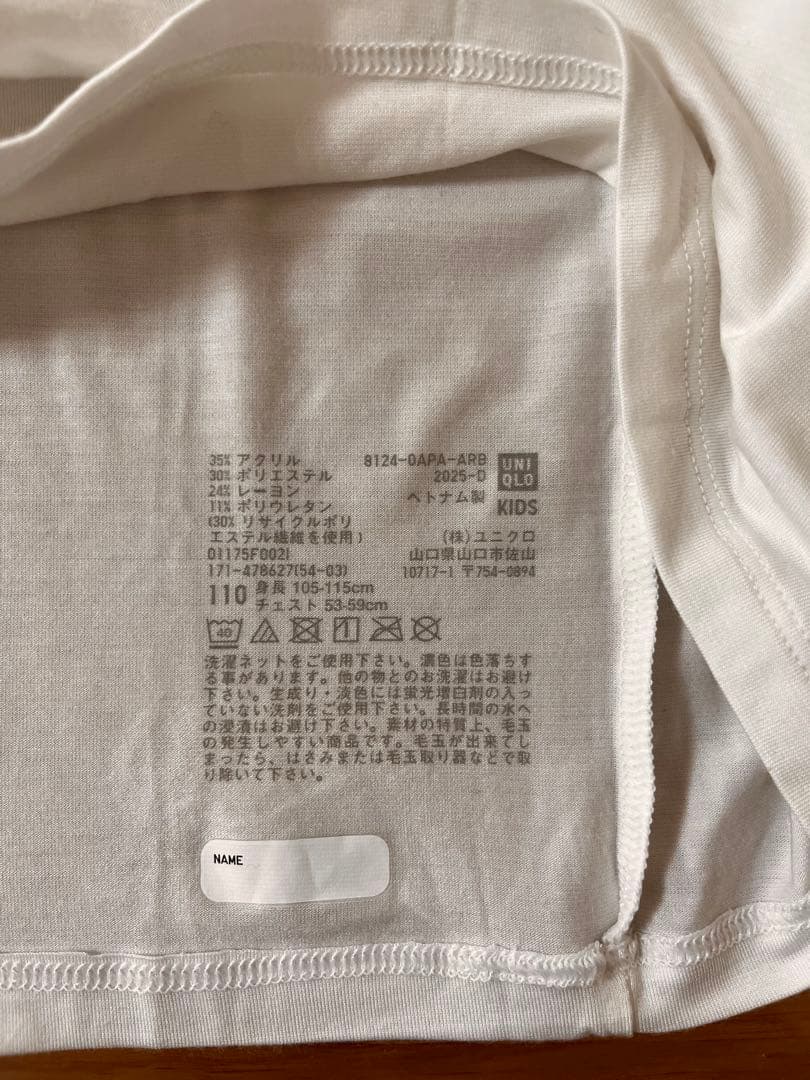 35% アクリル
30% ポリエステル
24% レーヨン
11% ポリウレタン
(30% リサイクルポリ
エステル繊維を使用)
01175F002I
171-478627(54-03)
110 身長 105-115cm
チェスト 53-59cm
8124-0APA-ARB
2025-D
ベトナム製
UNI
QLO
KIDS
(株)ユニクロ
山口県山口市佐山
10717-1 〒754-0894
40
洗濯ネットをご使用下さい。濃色は色落ちす
る事があります。他の物とのお洗濯はお避け
下さい。生成り・淡色には蛍光増白剤の入っ
ていない洗剤をご使用下さい。長時間の水へ
の浸漬はお避け下さい。素材の特質上、毛玉
の発生しやすい商品です。毛玉が出来てし
まったら、はさみまたは毛玉取り器などで取
り除いて下さい。
NAME